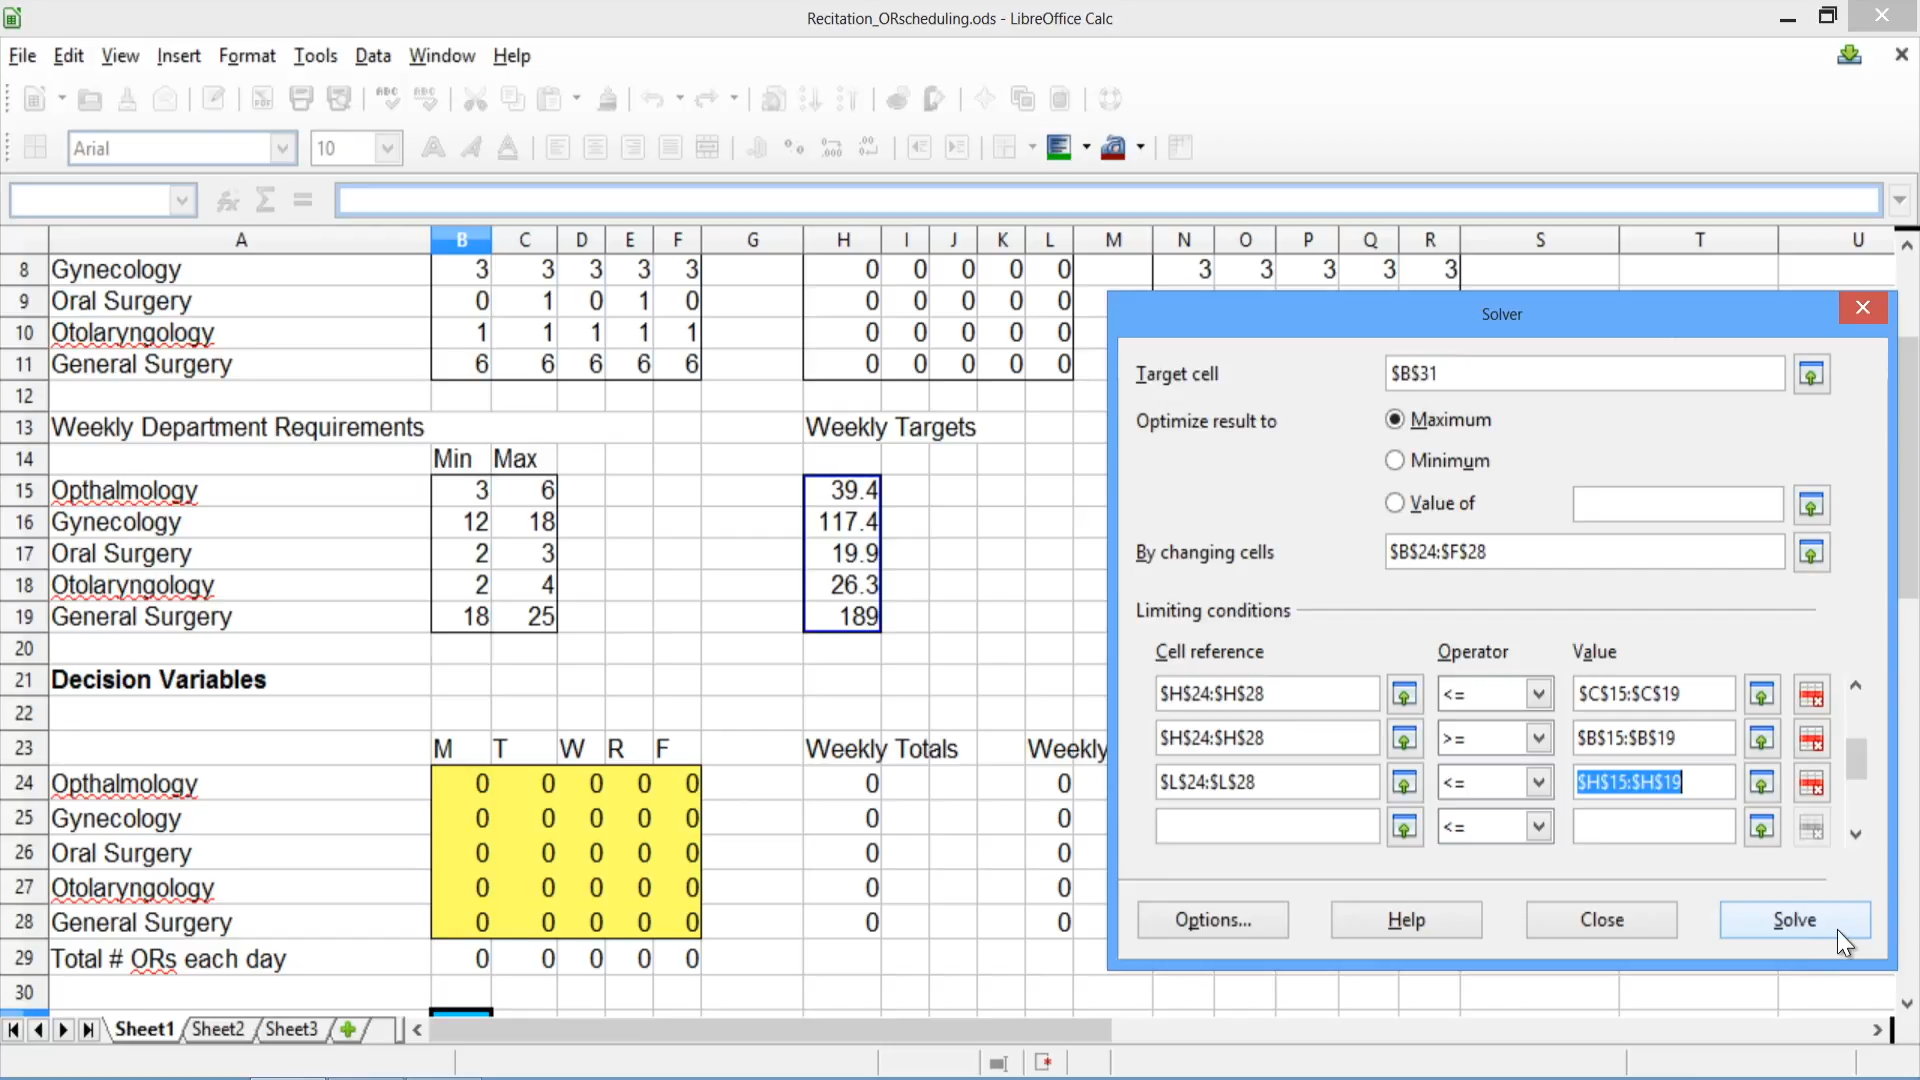 Recitation_ORscheduling.ods - LibreOffice Calc
File Edit View Insert Format Tools Data Window Help
Arial 10
A B C D E F G H I J K L M N O P Q R S T U
8 Gynecology 3 3 3 3 3 0 0 0 0 0 3 3 3 3 3
9 Oral Surgery 0 1 0 1 0 0 0 0 0 0
10 Otolaryngology 1 1 1 1 1 0 0 0 0 0
11 General Surgery 6 6 6 6 6 0 0 0 0 0
12
13 Weekly Department Requirements Weekly Targets
14 Min Max
15 Opthalmology 3 6 39.4
16 Gynecology 12 18 117.4
17 Oral Surgery 2 3 19.9
18 Otolaryngology 2 4 26.3
19 General Surgery 18 25 189
20
21 Decision Variables
22
23 M T W R F Weekly Totals Weekly
24 Opthalmology 0 0 0 0 0 0 0
25 Gynecology 0 0 0 0 0 0 0
26 Oral Surgery 0 0 0 0 0 0 0
27 Otolaryngology 0 0 0 0 0 0 0
28 General Surgery 0 0 0 0 0 0 0
29 Total # ORs each day 0 0 0 0 0
30
Sheet1 Sheet2 Sheet3
Solver
Target cell $B$31
Optimize result to Maximum
Minimum
Value of
By changing cells $B$24:$F$28
Limiting conditions
Cell reference Operator Value
$H$24:$H$28 <= $C$15:$C$19
$H$24:$H$28 >= $B$15:$B$19
$L$24:$L$28 <= $H$15:$H$19
<=
Options... Help Close Solve